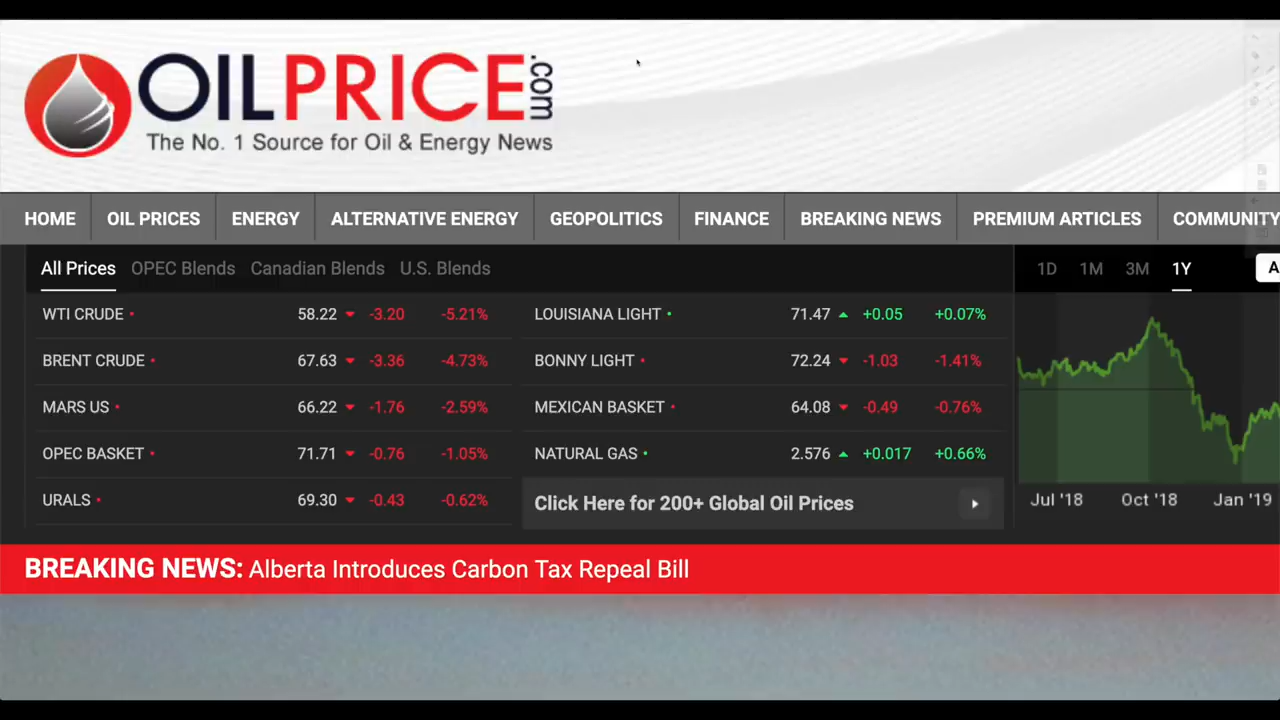 OILPRICE.com
The No. 1 Source for Oil & Energy News
HOME OIL PRICES ENERGY ALTERNATIVE ENERGY GEOPOLITICS FINANCE BREAKING NEWS PREMIUM ARTICLES COMMUNITY
All Prices OPEC Blends Canadian Blends U.S. Blends
1D 1M 3M 1Y A
WTI CRUDE 58.22 -3.20 -5.21%
BRENT CRUDE 67.63 -3.36 -4.73%
MARS US 66.22 -1.76 -2.59%
OPEC BASKET 71.71 -0.76 -1.05%
URALS 69.30 -0.43 -0.62%
LOUISIANA LIGHT 71.47 +0.05 +0.07%
BONNY LIGHT 72.24 -1.03 -1.41%
MEXICAN BASKET 64.08 -0.49 -0.76%
NATURAL GAS 2.576 +0.017 +0.66%
Click Here for 200+ Global Oil Prices
Jul '18 Oct '18 Jan '19
BREAKING NEWS: Alberta Introduces Carbon Tax Repeal Bill